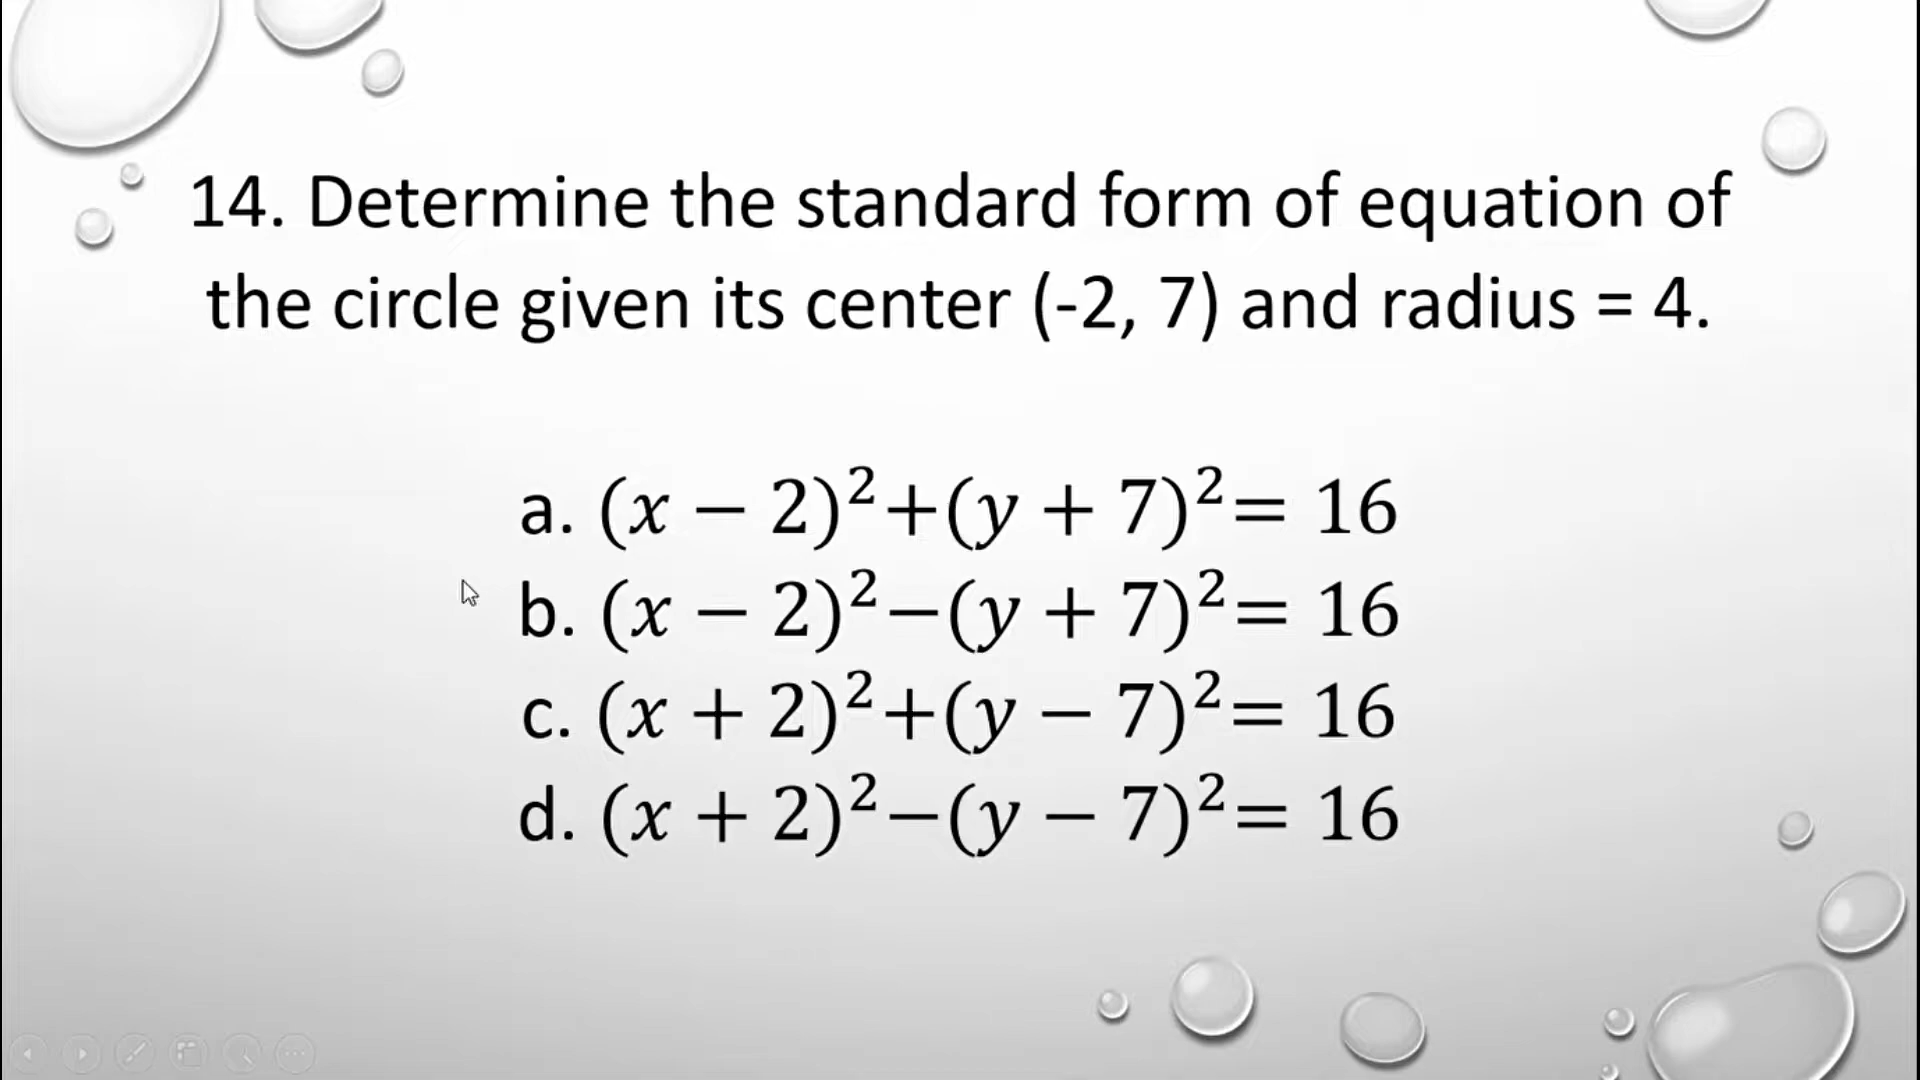 14. Determine the standard form of equation of
the circle given its center (-2, 7) and radius = 4.
a. (x − 2)²+(y + 7)²= 16
b. (x − 2)²−(y + 7)²= 16
c. (x + 2)²+(y − 7)²= 16
d. (x + 2)²−(y − 7)²= 16